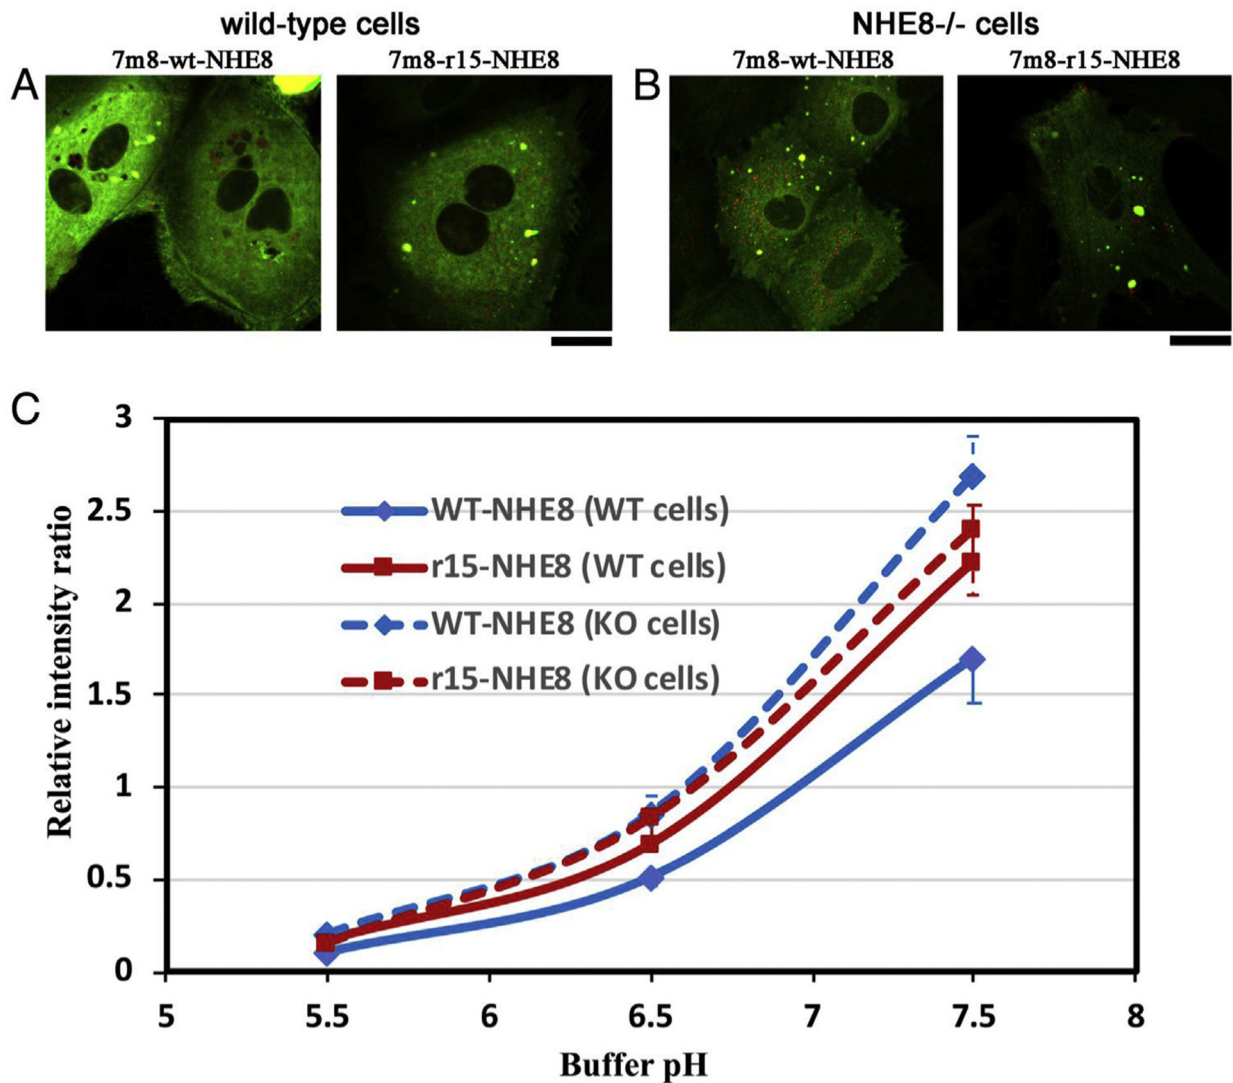 wild-type cells
NHE8-/- cells
7m8-wt-NHE8
7m8-r15-NHE8
7m8-wt-NHE8
7m8-r15-NHE8
A
B
C
3
2.5
2
1.5
1
0.5
0
Relative intensity ratio
WT-NHE8 (WT cells)
r15-NHE8 (WT cells)
WT-NHE8 (KO cells)
r15-NHE8 (KO cells)
5
5.5
6
6.5
7
7.5
8
Buffer pH